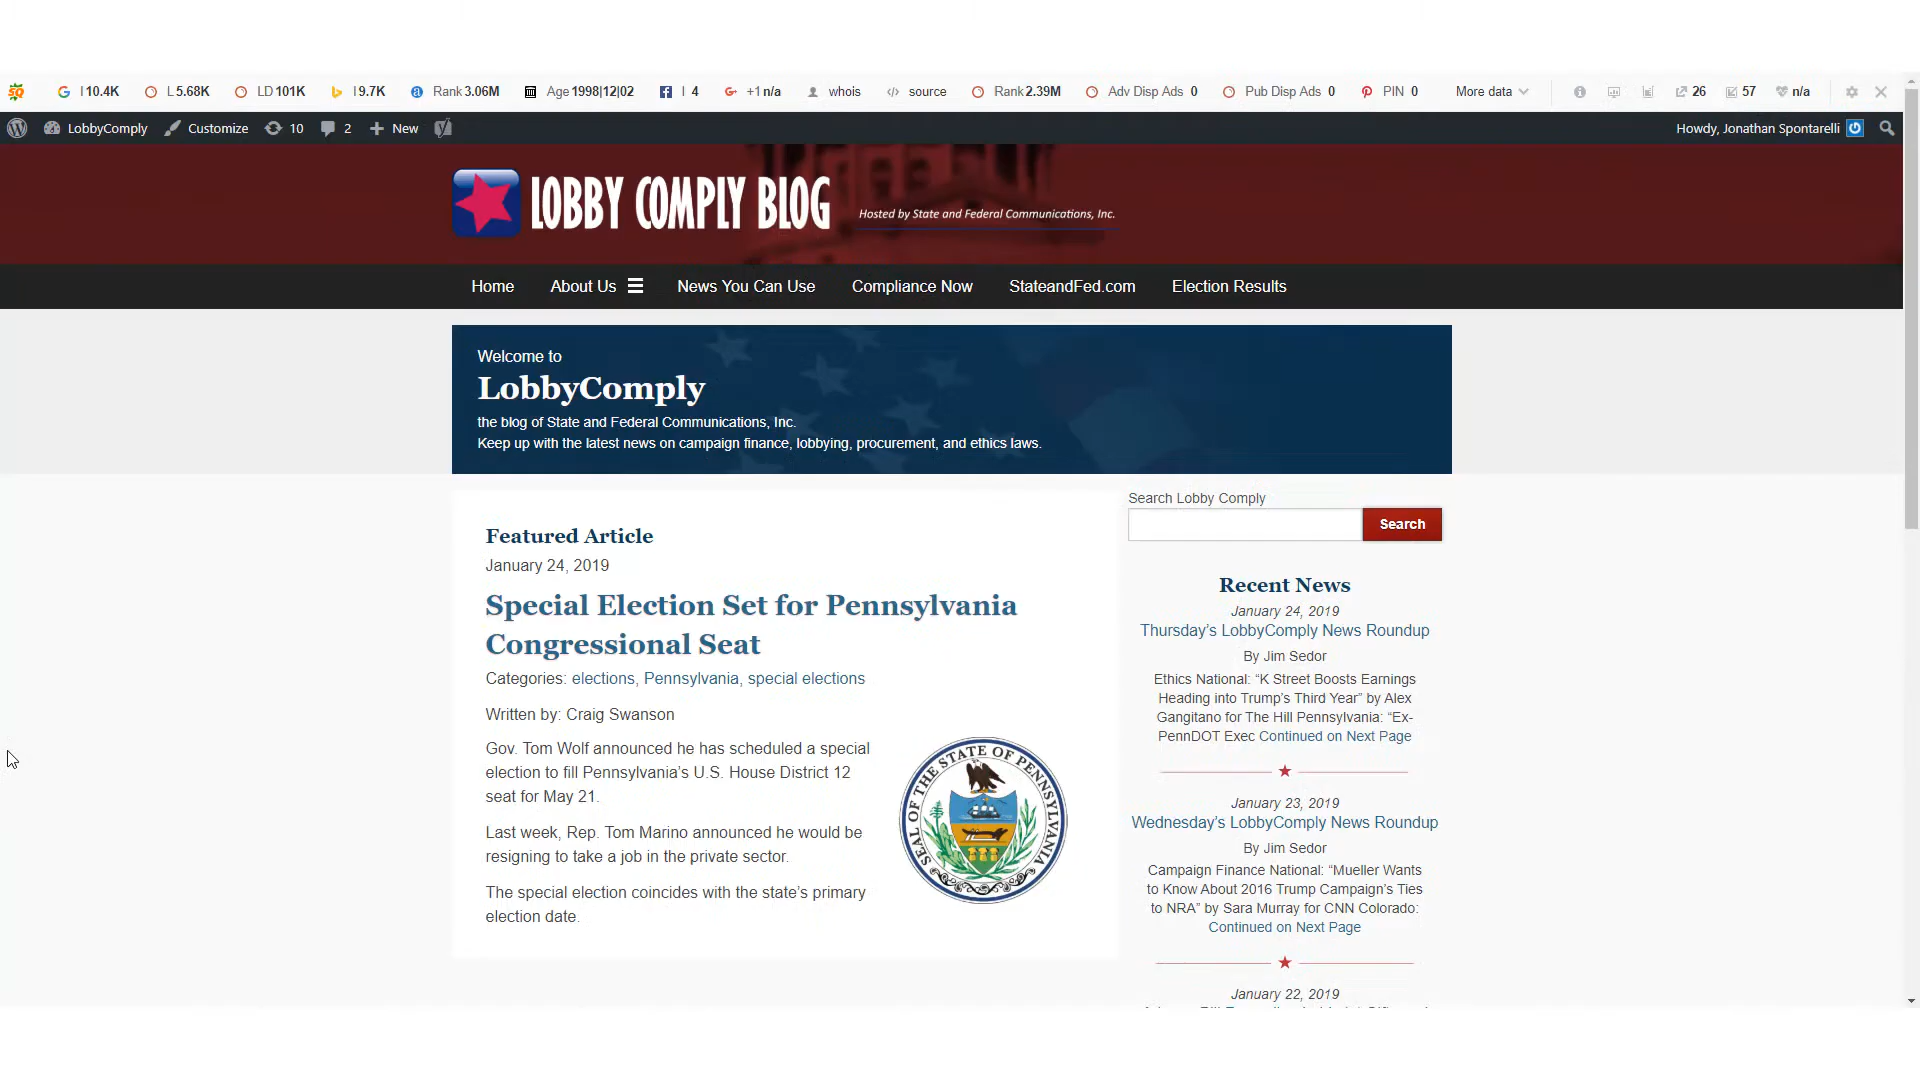 I 10.4K L 5.68K LD 101K I 9.7K Rank 3.06M Age 1998|12|02 I 4 +1 n/a whois source Rank 2.39M Adv Disp Ads 0 Pub Disp Ads 0 PIN 0 More data 26 57 n/a
LobbyComply Customize 10 2 New Howdy, Jonathan Spontarelli
LOBBY COMPLY BLOG Hosted by State and Federal Communications, Inc.
Home About Us News You Can Use Compliance Now StateandFed.com Election Results
Welcome to
LobbyComply
the blog of State and Federal Communications, Inc.
Keep up with the latest news on campaign finance, lobbying, procurement, and ethics laws.
Featured Article
January 24, 2019
Special Election Set for Pennsylvania
Congressional Seat
Categories: elections, Pennsylvania, special elections
Written by: Craig Swanson
Gov. Tom Wolf announced he has scheduled a special
election to fill Pennsylvania’s U.S. House District 12
seat for May 21.
Last week, Rep. Tom Marino announced he would be
resigning to take a job in the private sector.
The special election coincides with the state’s primary
election date.
SEAL OF THE STATE OF PENNSYLVANIA
Search Lobby Comply
Search
Recent News
January 24, 2019
Thursday’s LobbyComply News Roundup
By Jim Sedor
Ethics National: “K Street Boosts Earnings
Heading into Trump’s Third Year” by Alex
Gangitano for The Hill Pennsylvania: “Ex-
PennDOT Exec Continued on Next Page
January 23, 2019
Wednesday’s LobbyComply News Roundup
By Jim Sedor
Campaign Finance National: “Mueller Wants
to Know About 2016 Trump Campaign’s Ties
to NRA” by Sara Murray for CNN Colorado:
Continued on Next Page
January 22, 2019